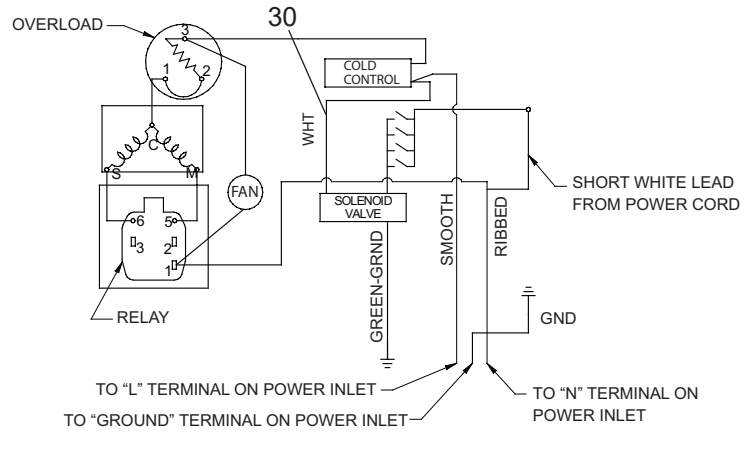 OVERLOAD
30
3
1
2
COLD
CONTROL
WHT
C
S
M
FAN
SOLENOID
VALVE
SHORT WHITE LEAD
FROM POWER CORD
6
5
3
2
1
RELAY
GREEN-GRND
SMOOTH
RIBBED
GND
TO “L” TERMINAL ON POWER INLET
TO “GROUND” TERMINAL ON POWER INLET
TO “N” TERMINAL ON
POWER INLET